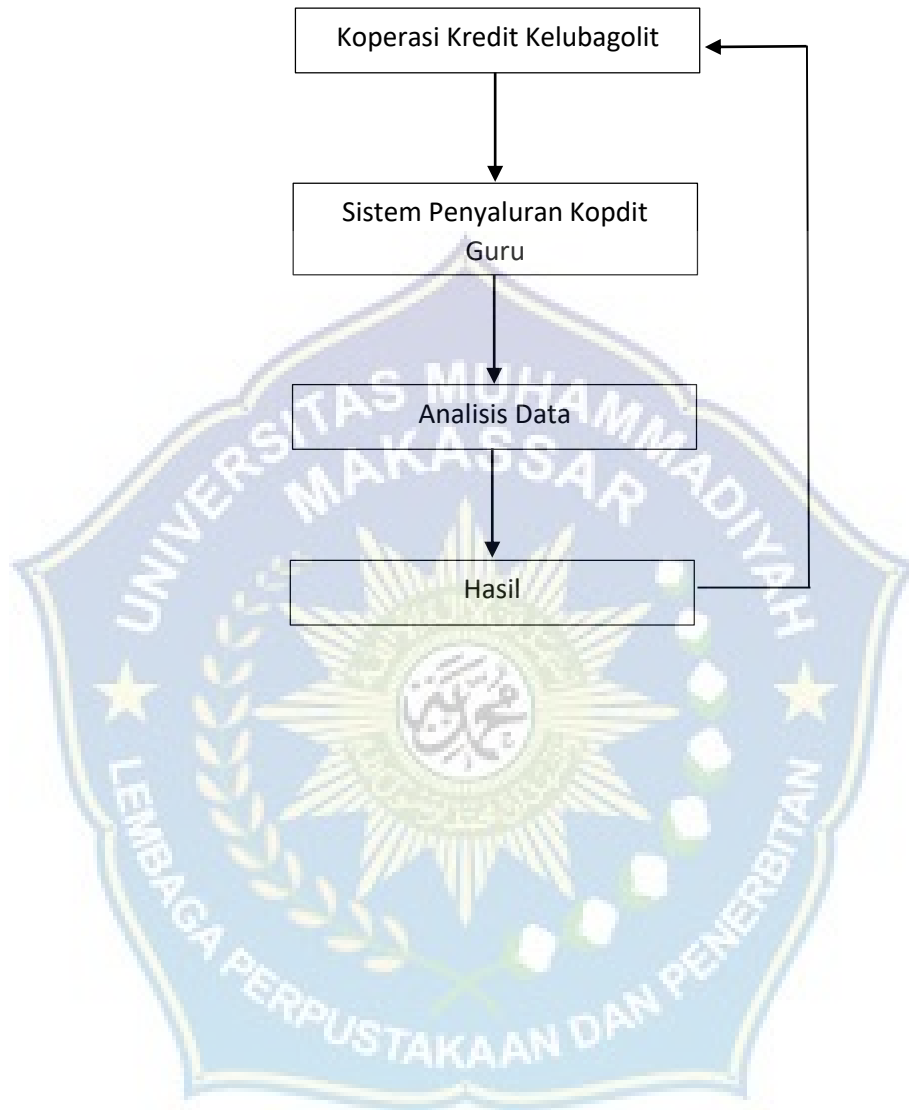 Koperasi Kredit Kelubagolit
Sistem Penyaluran Kopdit
Guru
Analisis Data
Hasil
UNIVERSITAS MUHAMMADIYAH
MAKASSAR
LEMBAGA PERPUSTAKAAN DAN PENERBITAN